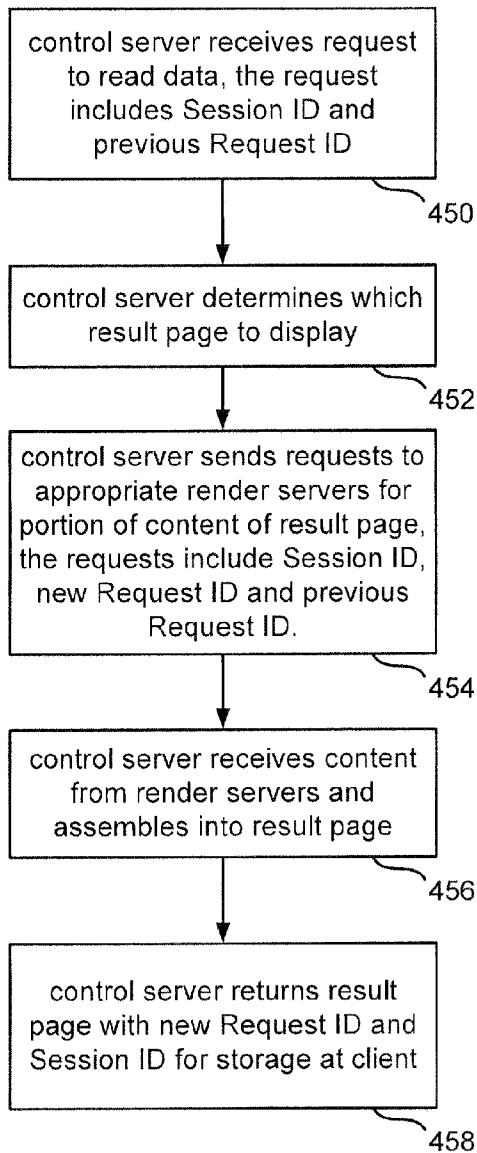 control server receives request
to read data, the request
includes Session ID and
previous Request ID
450
control server determines which
result page to display
452
control server sends requests to
appropriate render servers for
portion of content of result page,
the requests include Session ID,
new Request ID and previous
Request ID.
454
control server receives content
from render servers and
assembles into result page
456
control server returns result
page with new Request ID and
Session ID for storage at client
458